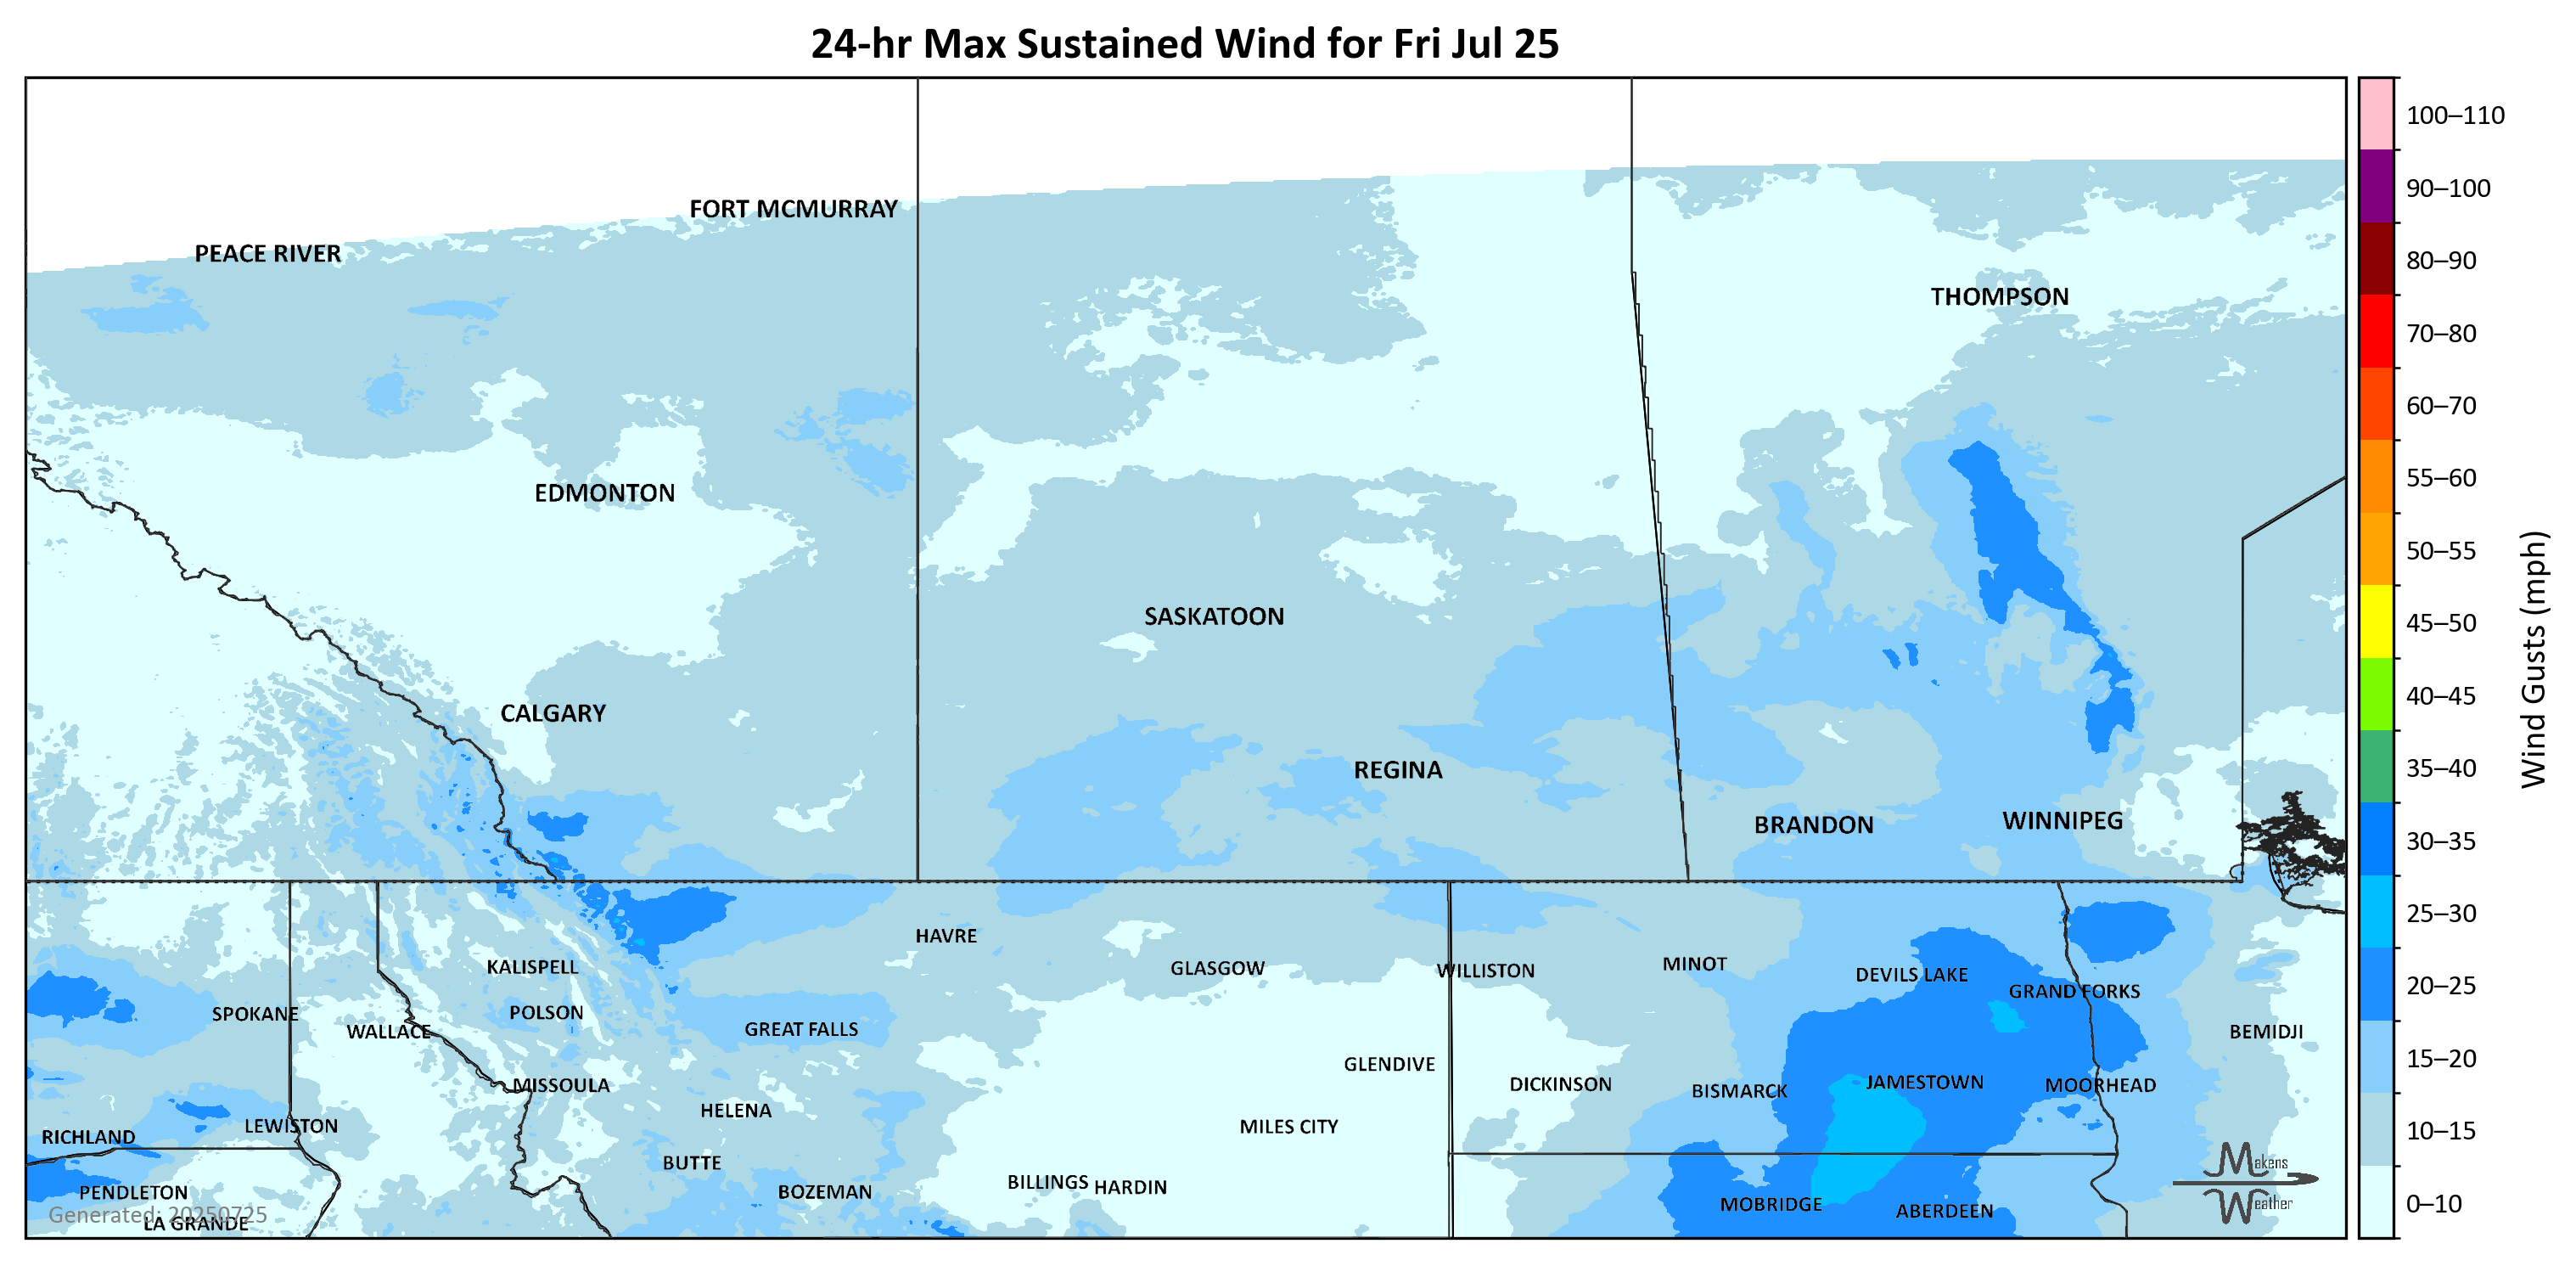 24-hr Max Sustained Wind for Fri Jul 25
100–110
FORT MCMURRAY
90–100
PEACE RIVER
80–90
THOMPSON
70–80
60–70
55–60
EDMONTON
50–55
SASKATOON
45–50
Wind Gusts (mph)
40–45
CALGARY
REGINA
35–40
BRANDON
WINNIPEG
30–35
25–30
HAVRE
KALISPELL
GLASGOW
WILLISTON
MINOT
DEVILS LAKE
20–25
GRAND FORKS
SPOKANE
POLSON
WALLACE
GREAT FALLS
BEMIDJI
15–20
GLENDIVE
MISSOULA
DICKINSON
BISMARCK
JAMESTOWN
MOORHEAD
HELENA
LEWISTON
MILES CITY
RICHLAND
10–15
BUTTE
Makens
Weather
PENDLETON
BOZEMAN
BILLINGS
HARDIN
MOBRIDGE
ABERDEEN
0–10
Generated: 20250725
LA GRANDE